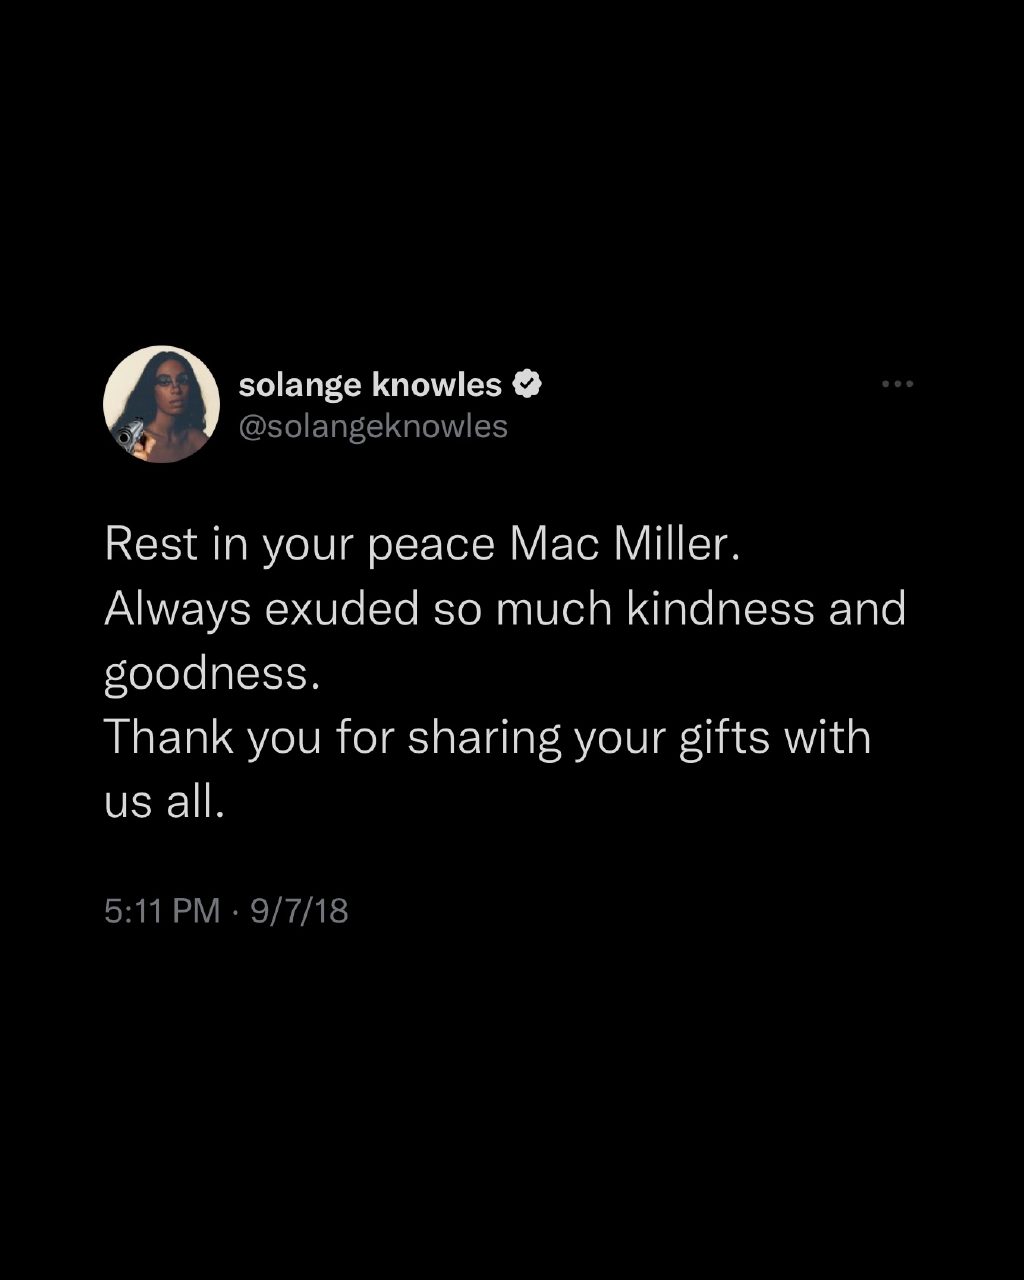 solange knowles
@solangeknowles
Rest in your peace Mac Miller.
Always exuded so much kindness and
goodness.
Thank you for sharing your gifts with
us all.
5:11 PM · 9/7/18